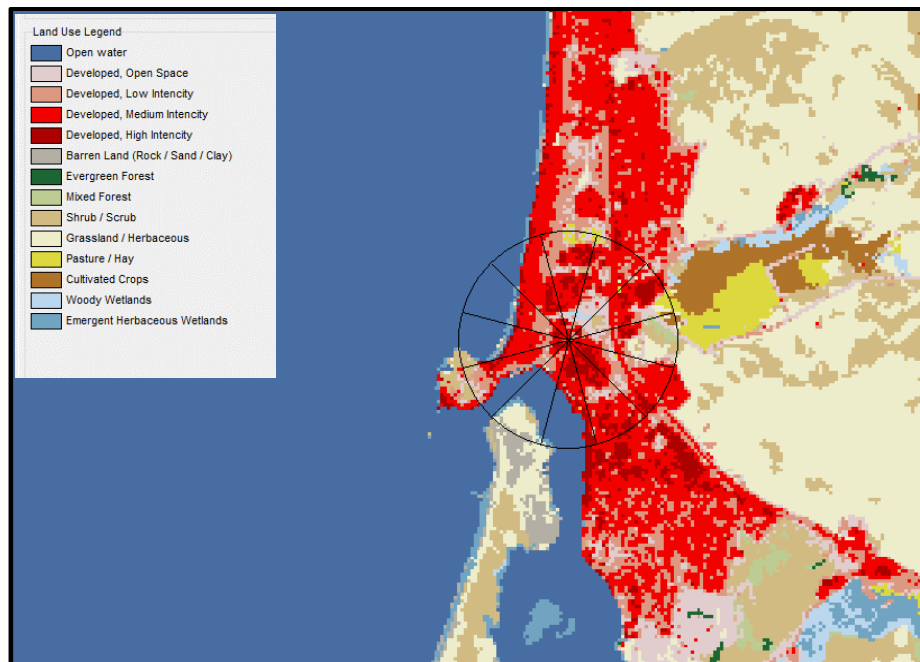 Land Use Legend
Open water
Developed, Open Space
Developed, Low Intencity
Developed, Medium Intencity
Developed, High Intencity
Barren Land (Rock / Sand / Clay)
Evergreen Forest
Mixed Forest
Shrub / Scrub
Grassland / Herbaceous
Pasture / Hay
Cultivated Crops
Woody Wetlands
Emergent Herbaceous Wetlands